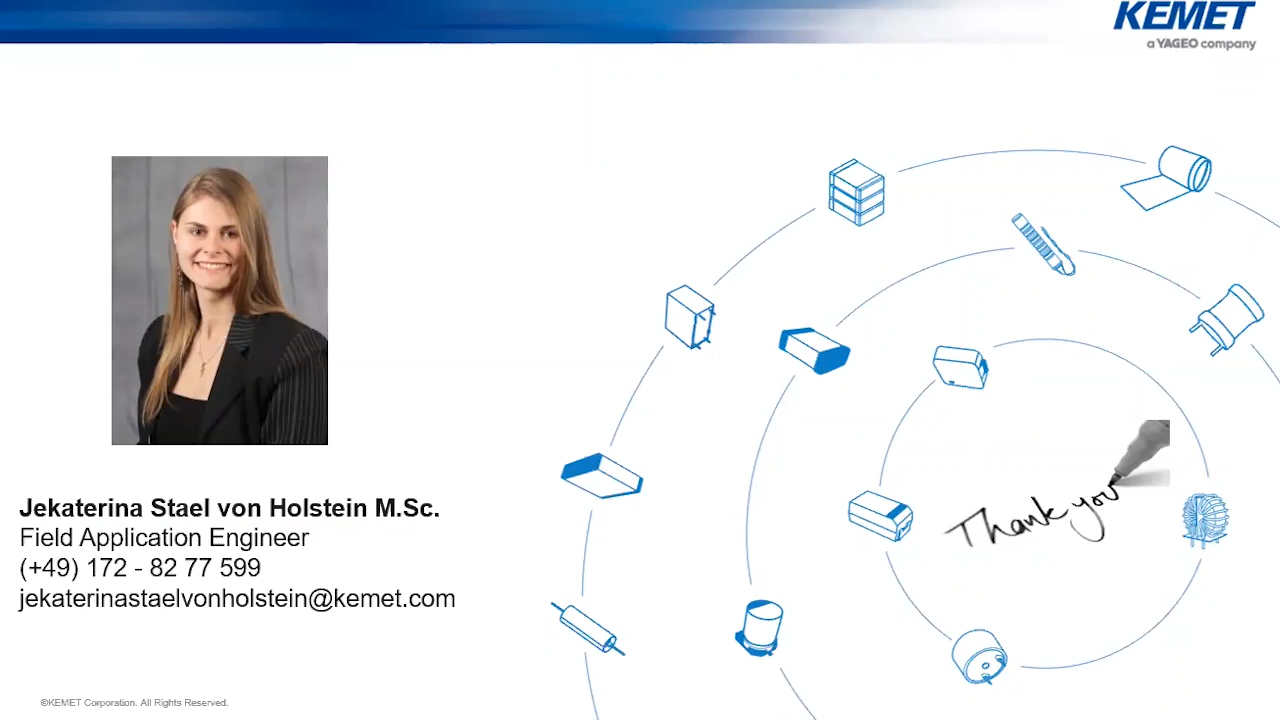 KEMET
a YAGEO company
Jekaterina Stael von Holstein M.Sc.
Field Application Engineer
(+49) 172 - 82 77 599
jekaterinastaelvonholstein@kemet.com
Thank you
©KEMET Corporation. All Rights Reserved.